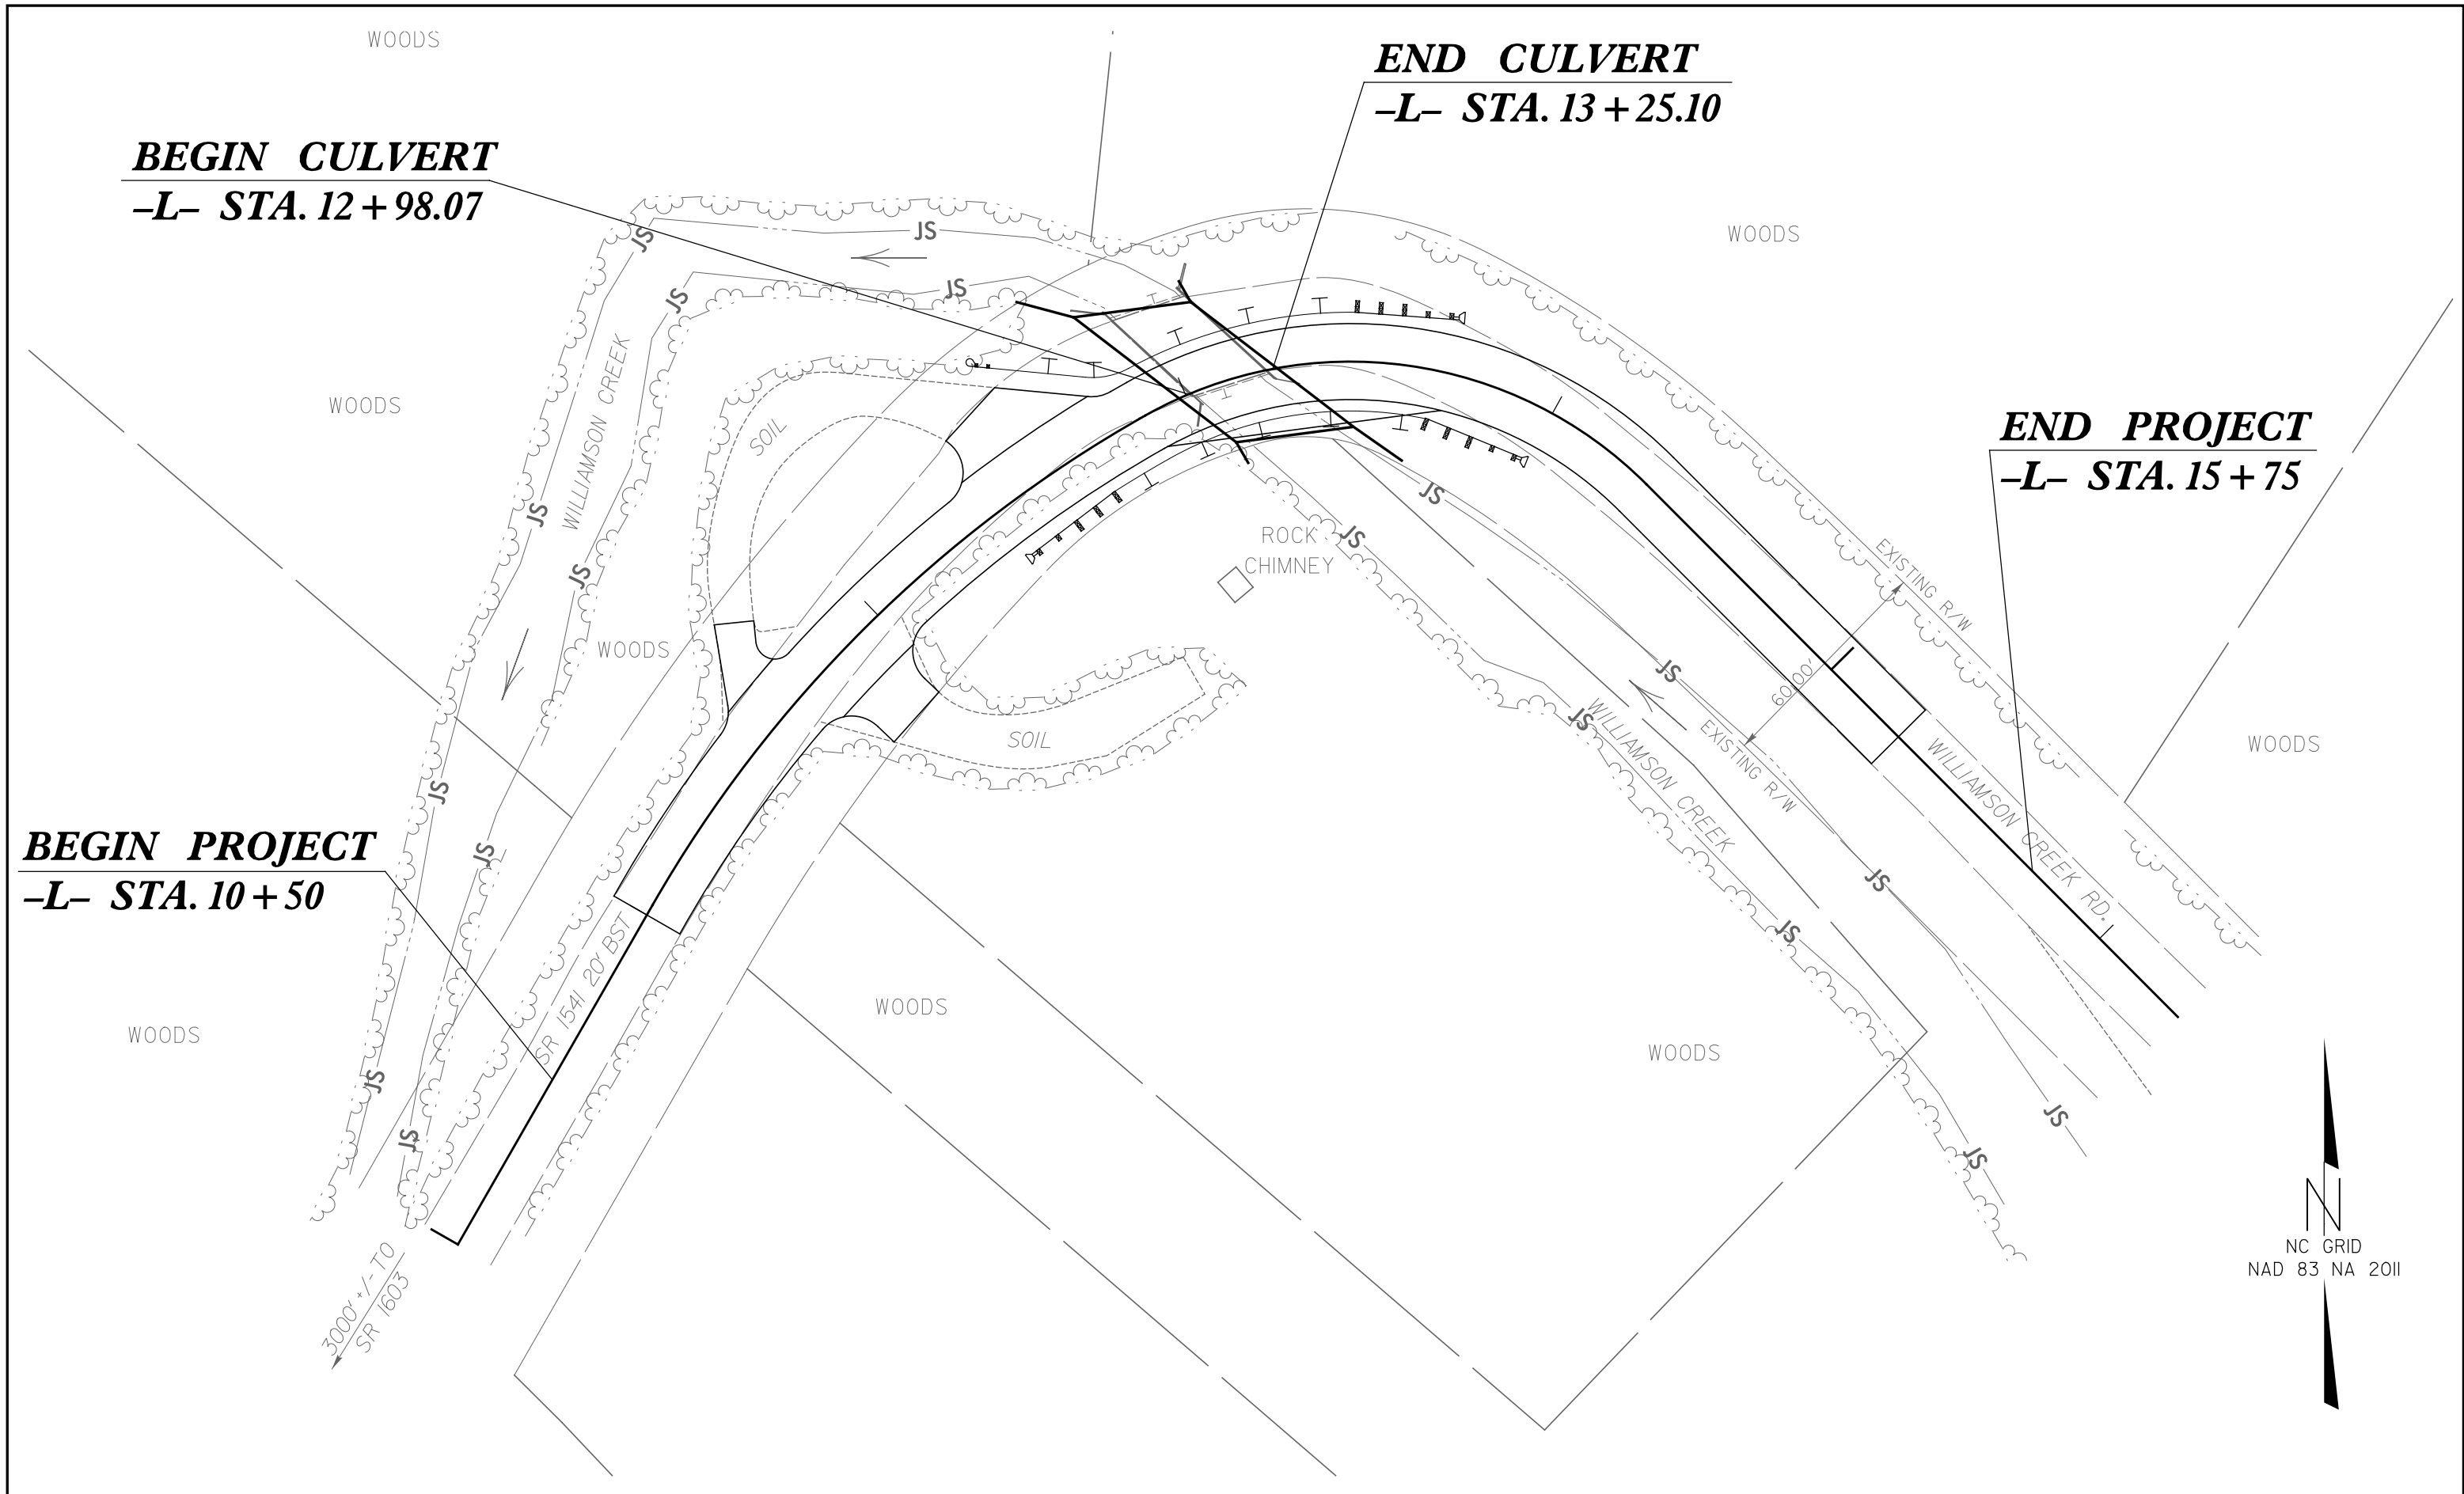 WOODS
END CULVERT
–L– STA. 13+25.10
BEGIN CULVERT
–L– STA. 12+98.07
JS
JS
WOODS
JS
JS
WILLIAMSON CREEK
WOODS
SOIL
END PROJECT
–L– STA. 15+75
JS
JS
JS
ROCK
CHIMNEY
JS
EXISTING R/W
WOODS
JS
60.00'
JS
WILLIAMSON CREEK
EXISTING R/W
SOIL
WOODS
WILLIAMSON CREEK RD.
JS
BEGIN PROJECT
–L– STA. 10+50
JS
JS
JS
SR 1541 20' BST
WOODS
WOODS
WOODS
JS
JS
JS
JS
N
NC GRID
NAD 83 NA 2011
3000' +/- TO
SR 1603